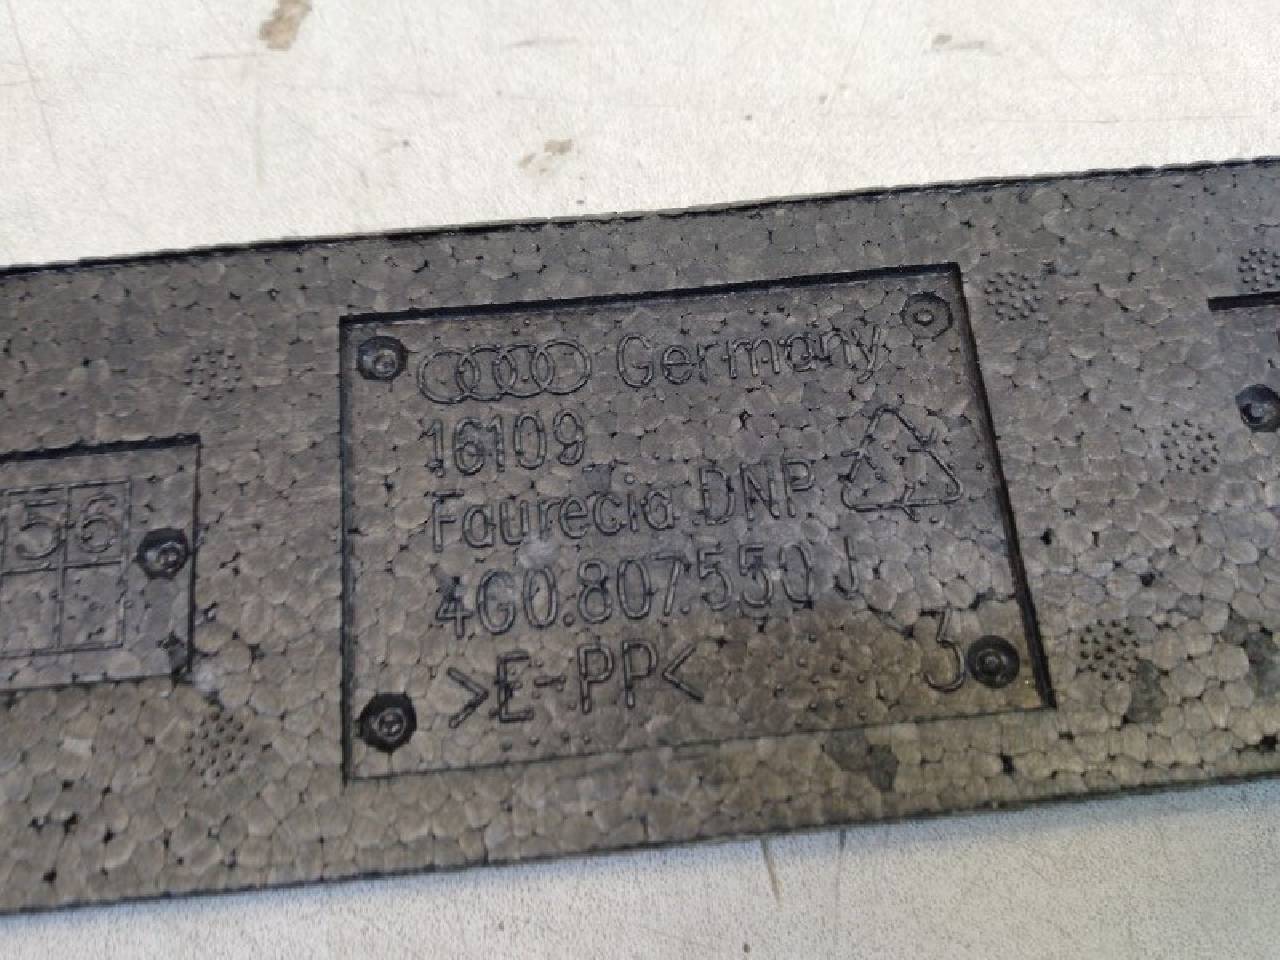 Germany
16109
Faurecia DNP
4G0.807.550 J
>E-PP<
3
56